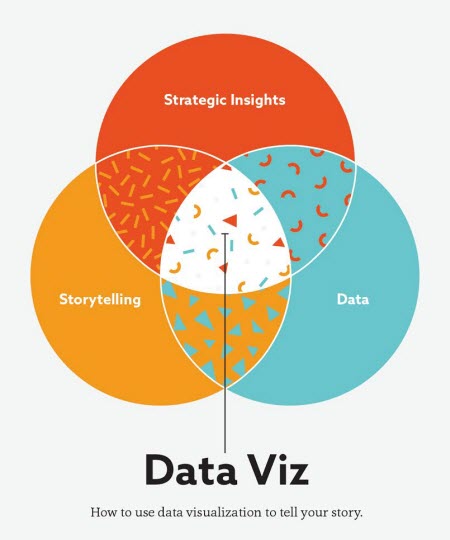 Strategic Insights
Storytelling
Data
Data Viz
How to use data visualization to tell your story.